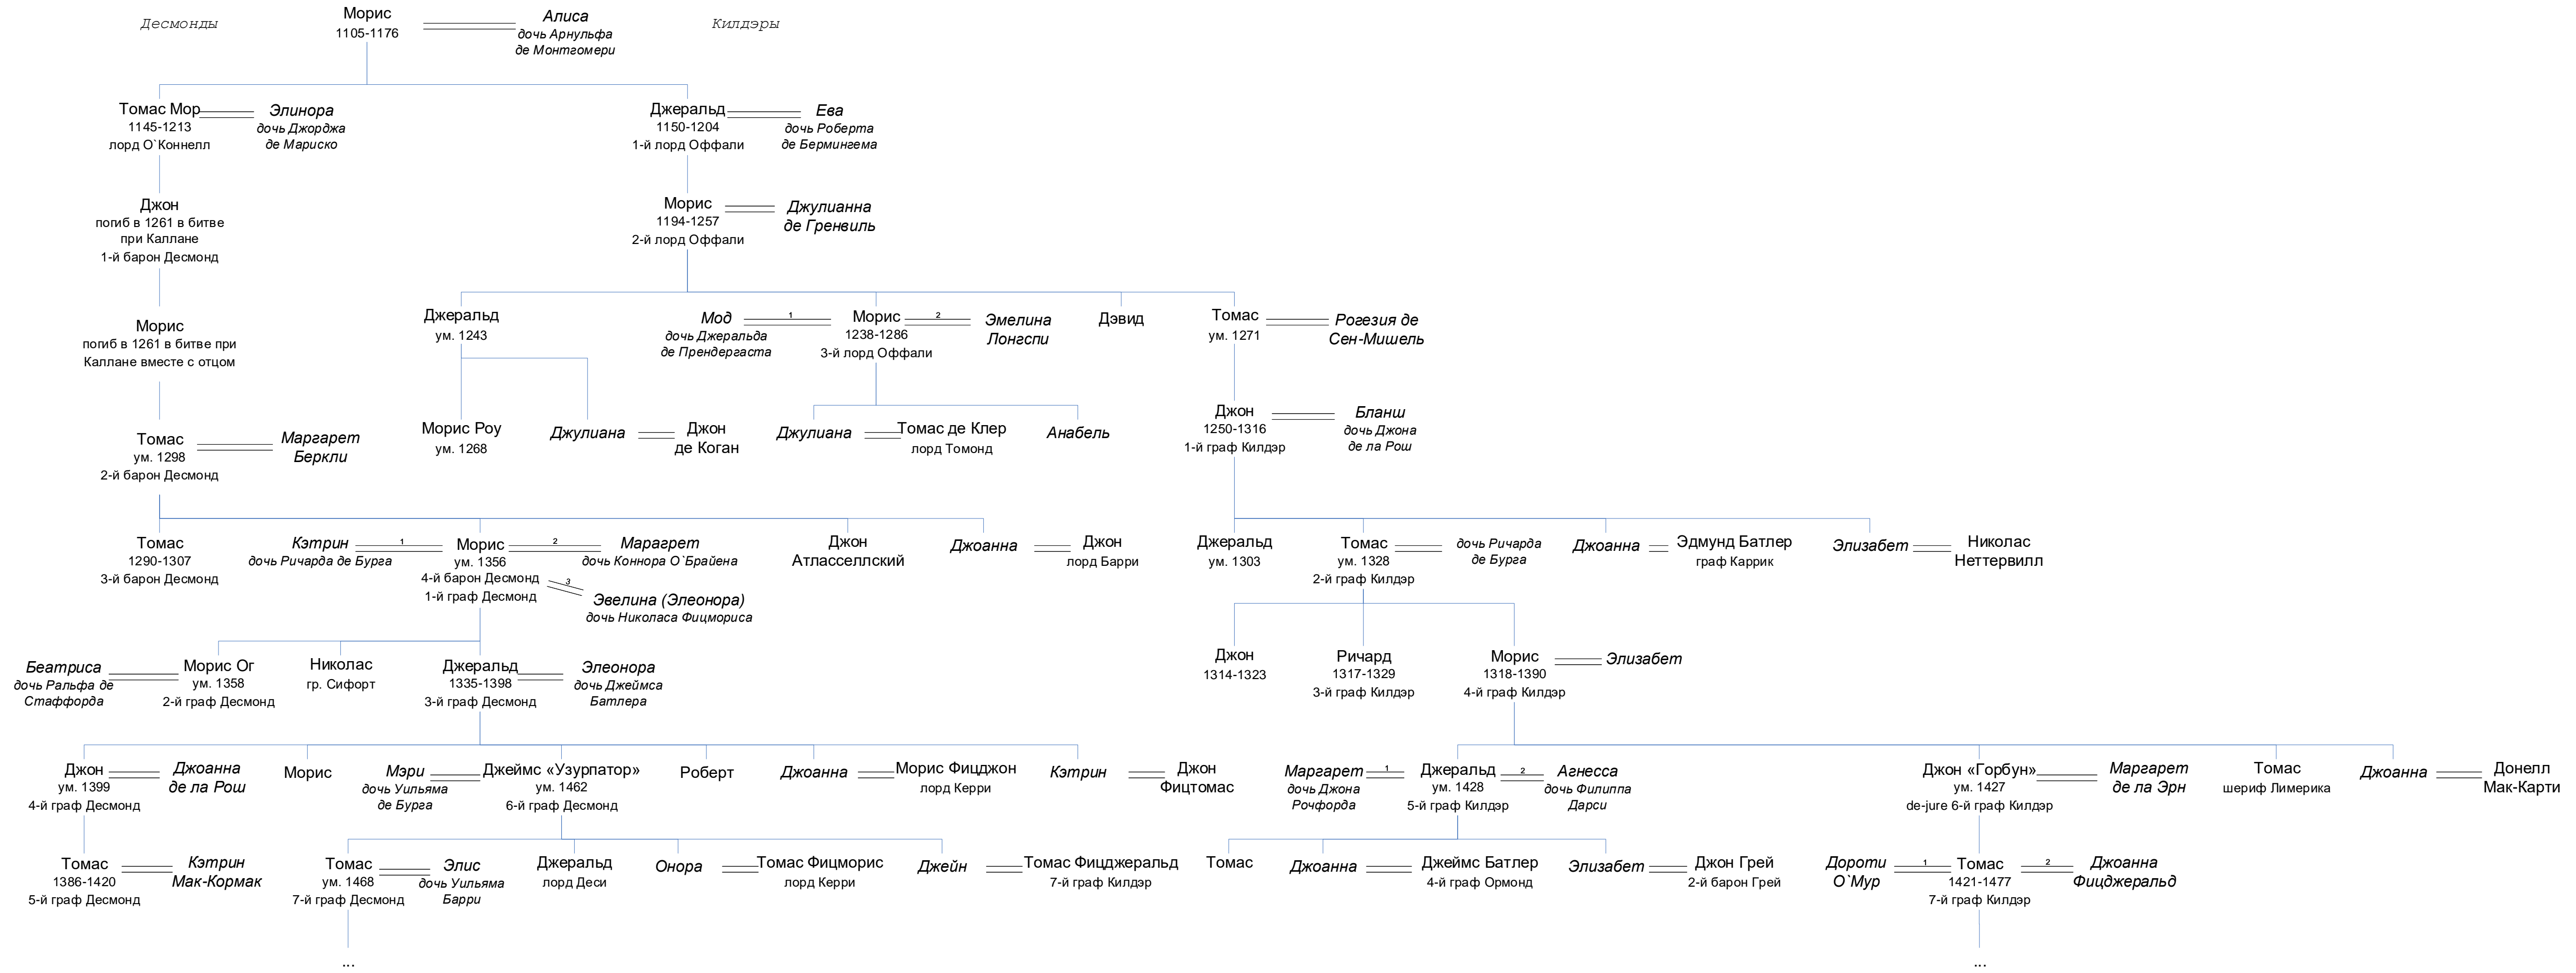 Десмонды
Морис
1105-1176
Алиса
дочь Арнульфа
де Монтгомери
Килдэры
Томас Мор
1145-1213
лорд О`Коннелл
Элинора
дочь Джорджа
де Мариско
Джеральд
1150-1204
1-й лорд Оффали
Ева
дочь Роберта
де Бермингема
Джон
погиб в 1261 в битве
при Каллане
1-й барон Десмонд
Морис
1194-1257
2-й лорд Оффали
Джулианна
де Гренвиль
Морис
погиб в 1261 в битве при
Каллане вместе с отцом
Джеральд
ум. 1243
Мод
дочь Джеральда
де Прендергаста
1
Морис
1238-1286
3-й лорд Оффали
2
Эмелина
Лонгспи
Дэвид
Томас
ум. 1271
Рогезия де
Сен-Мишель
Томас
ум. 1298
2-й барон Десмонд
Маргарет
Беркли
Морис Роу
ум. 1268
Джулиана
Джон
де Коган
Джулиана
Томас де Клер
лорд Томонд
Анабель
Джон
1250-1316
1-й граф Килдэр
Бланш
дочь Джона
де ла Рош
Томас
1290-1307
3-й барон Десмонд
Кэтрин
дочь Ричарда де Бурга
1
Морис
ум. 1356
4-й барон Десмонд
1-й граф Десмонд
2
Марагрет
дочь Коннора О`Брайена
3
Эвелина (Элеонора)
дочь Николаса Фицмориса
Джон
Атласселлский
Джоанна
Джон
лорд Барри
Джеральд
ум. 1303
Томас
ум. 1328
2-й граф Килдэр
дочь Ричарда
де Бурга
Джоанна
Эдмунд Батлер
граф Каррик
Элизабет
Николас
Неттервилл
Беатриса
дочь Ральфа де
Стаффорда
Морис Ог
ум. 1358
2-й граф Десмонд
Николас
гр. Сифорт
Джеральд
1335-1398
3-й граф Десмонд
Элеонора
дочь Джеймса
Батлера
Джон
1314-1323
Ричард
1317-1329
3-й граф Килдэр
Морис
1318-1390
4-й граф Килдэр
Элизабет
Джон
ум. 1399
4-й граф Десмонд
Джоанна
де ла Рош
Морис
Мэри
дочь Уильяма
де Бурга
Джеймс «Узурпатор»
ум. 1462
6-й граф Десмонд
Роберт
Джоанна
Морис Фицджон
лорд Керри
Кэтрин
Джон
Фицтомас
Маргарет
дочь Джона
Рочфорда
1
Джеральд
ум. 1428
5-й граф Килдэр
2
Агнесса
дочь Филиппа
Дарси
Джон «Горбун»
ум. 1427
de-jure 6-й граф Килдэр
Маргарет
де ла Эрн
Томас
шериф Лимерика
Джоанна
Донелл
Мак-Карти
Томас
1386-1420
5-й граф Десмонд
Кэтрин
Мак-Кормак
Томас
ум. 1468
7-й граф Десмонд
Элис
дочь Уильяма
Барри
Джеральд
лорд Деси
Онора
Томас Фицморис
лорд Керри
Джейн
Томас Фицджеральд
7-й граф Килдэр
Томас
Джоанна
Джеймс Батлер
4-й граф Ормонд
Элизабет
Джон Грей
2-й барон Грей
Дороти
О`Мур
1
Томас
1421-1477
7-й граф Килдэр
2
Джоанна
Фицджеральд
...
...